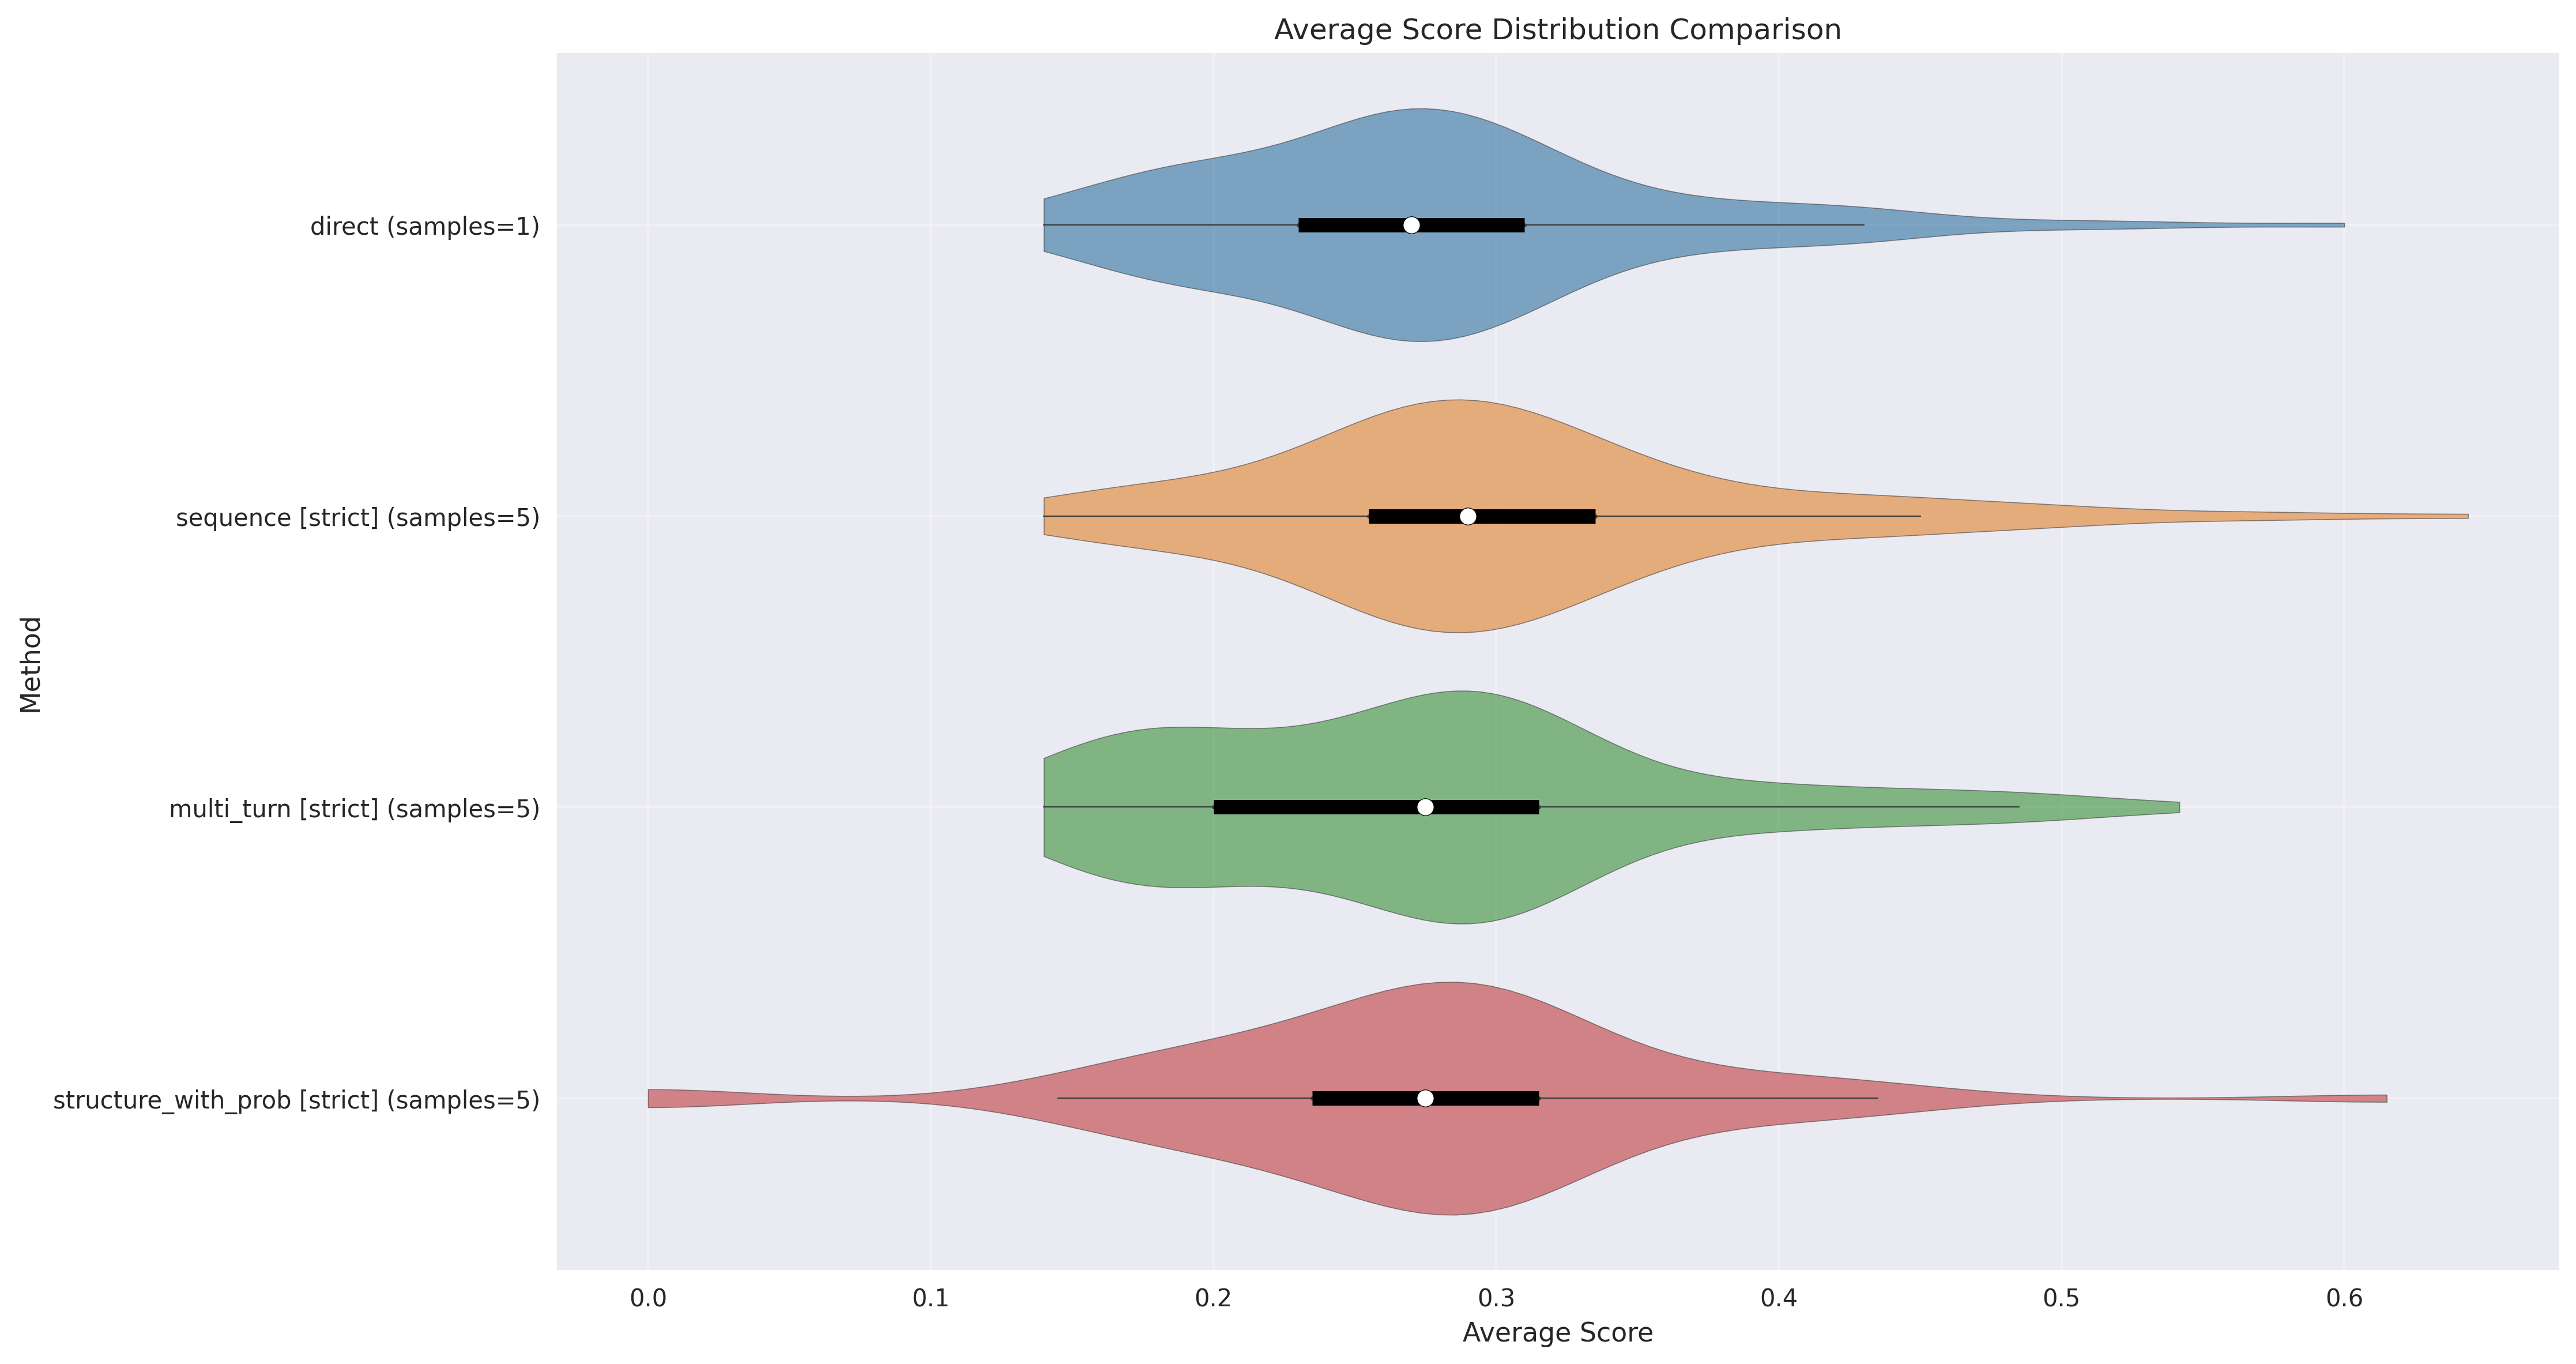 Average Score Distribution Comparison
Method
direct (samples=1)
sequence [strict] (samples=5)
multi_turn [strict] (samples=5)
structure_with_prob [strict] (samples=5)
0.0 0.1 0.2 0.3 0.4 0.5 0.6
Average Score